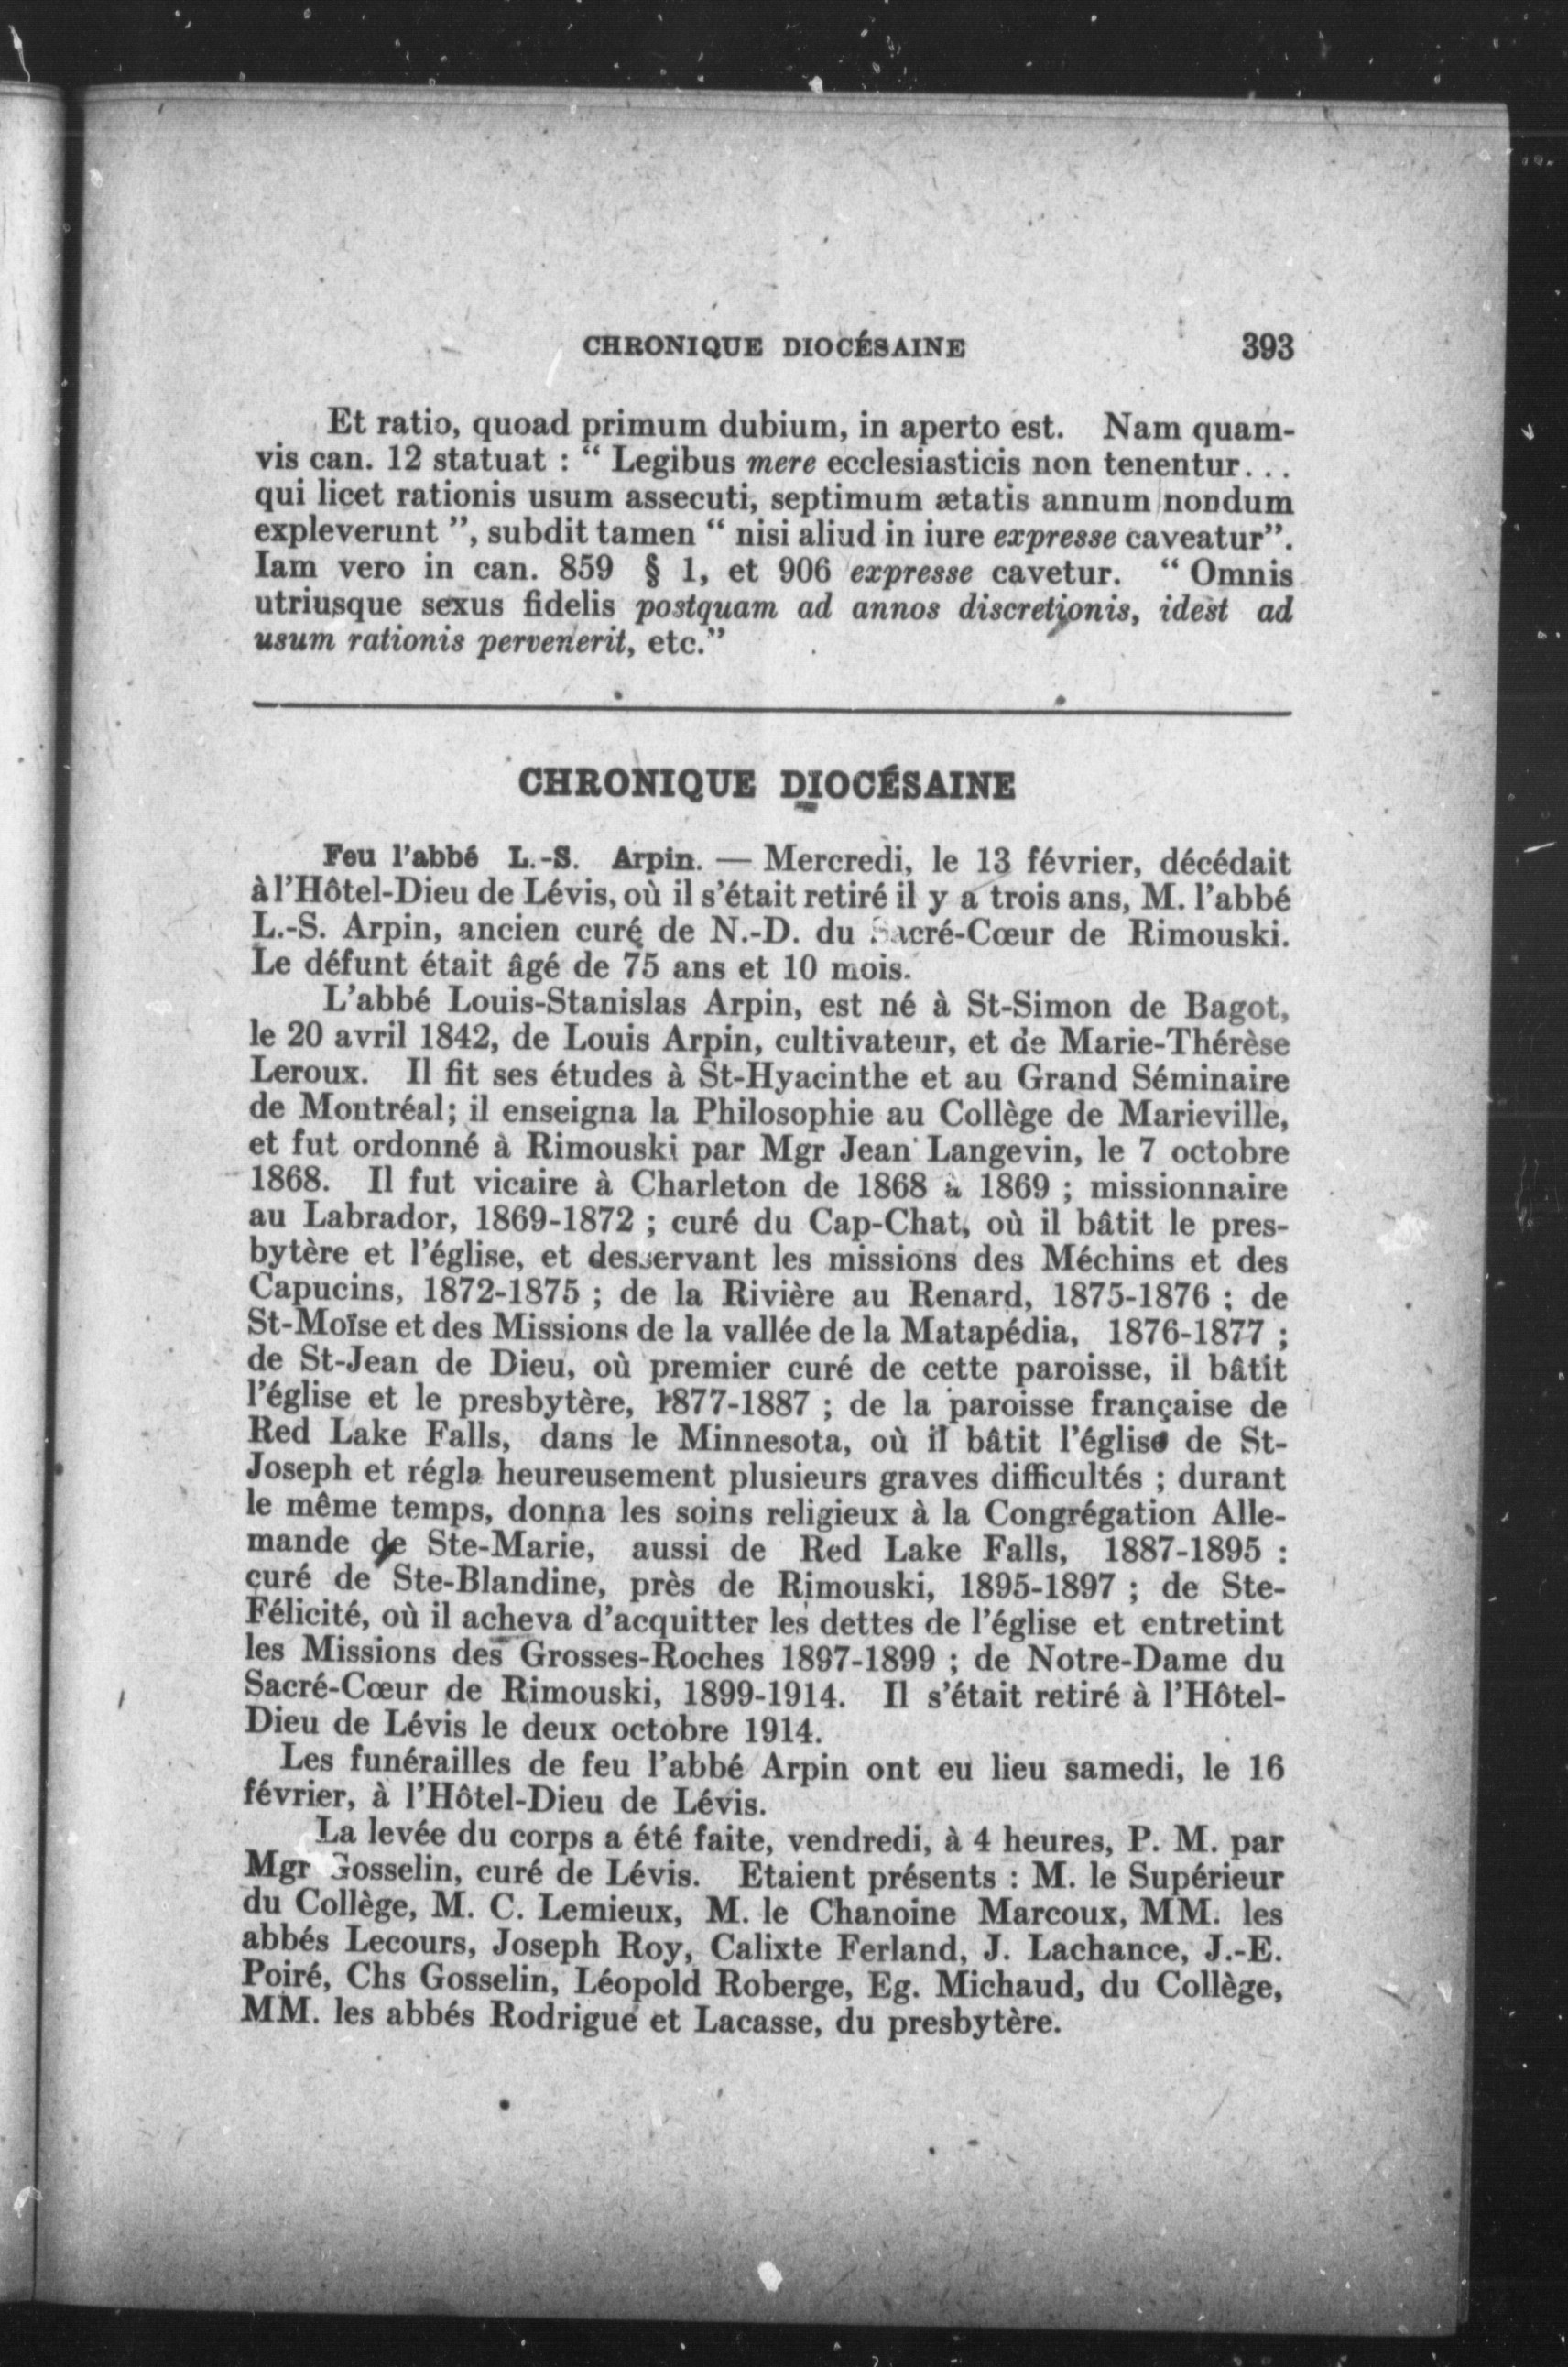 CHRONIQUE DIOCÉSAINE 393
Et ratio, quoad primum dubium, in aperto est. Nam quam-
vis can. 12 statuat : “ Legibus mere ecclesiasticis non tenentur...
qui licet rationis usum assecuti, septimum ætatis annum nondum
expleverunt ”, subdit tamen “ nisi aliud in iure expresse caveatur”.
Iam vero in can. 859 § 1, et 906 expresse cavetur. “ Omnis
utriusque sexus fidelis postquam ad annos discretionis, idest ad
usum rationis pervenerit, etc.”
CHRONIQUE DIOCÉSAINE
Feu l'abbé L.-S. Arpin. — Mercredi, le 13 février, décédait
à l'Hôtel-Dieu de Lévis, où il s'était retiré il y a trois ans, M. l'abbé
L.-S. Arpin, ancien curé de N.-D. du Sacré-Cœur de Rimouski.
Le défunt était âgé de 75 ans et 10 mois.
L'abbé Louis-Stanislas Arpin, est né à St-Simon de Bagot,
le 20 avril 1842, de Louis Arpin, cultivateur, et de Marie-Thérèse
Leroux. Il fit ses études à St-Hyacinthe et au Grand Séminaire
de Montréal; il enseigna la Philosophie au Collège de Marieville,
et fut ordonné à Rimouski par Mgr Jean Langevin, le 7 octobre
1868. Il fut vicaire à Charleton de 1868 à 1869 ; missionnaire
au Labrador, 1869-1872 ; curé du Cap-Chat, où il bâtit le pres-
bytère et l'église, et desservant les missions des Méchins et des
Capucins, 1872-1875 ; de la Rivière au Renard, 1875-1876 ; de
St-Moïse et des Missions de la vallée de la Matapédia, 1876-1877 ;
de St-Jean de Dieu, où premier curé de cette paroisse, il bâtit
l'église et le presbytère, 1877-1887 ; de la paroisse française de
Red Lake Falls, dans le Minnesota, où il bâtit l'église de St-
Joseph et régla heureusement plusieurs graves difficultés ; durant
le même temps, donna les soins religieux à la Congrégation Alle-
mande de Ste-Marie, aussi de Red Lake Falls, 1887-1895 :
curé de Ste-Blandine, près de Rimouski, 1895-1897 ; de Ste-
Félicité, où il acheva d'acquitter les dettes de l'église et entretint
les Missions des Grosses-Roches 1897-1899 ; de Notre-Dame du
Sacré-Cœur de Rimouski, 1899-1914. Il s'était retiré à l'Hôtel-
Dieu de Lévis le deux octobre 1914.
Les funérailles de feu l'abbé Arpin ont eu lieu samedi, le 16
février, à l'Hôtel-Dieu de Lévis.
La levée du corps a été faite, vendredi, à 4 heures, P. M. par
Mgr Gosselin, curé de Lévis. Etaient présents : M. le Supérieur
du Collège, M. C. Lemieux, M. le Chanoine Marcoux, MM. les
abbés Lecours, Joseph Roy, Calixte Ferland, J. Lachance, J.-E.
Poiré, Chs Gosselin, Léopold Roberge, Eg. Michaud, du Collège,
MM. les abbés Rodrigue et Lacasse, du presbytère.